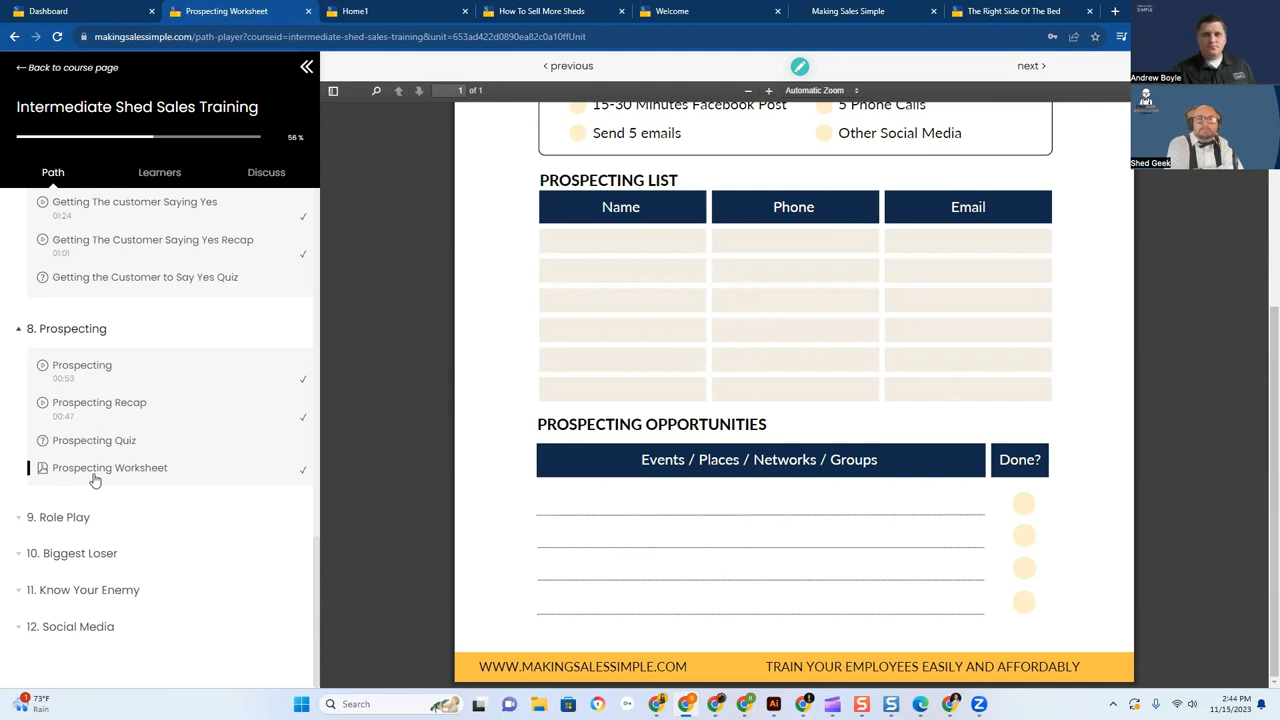 Dashboard
Prospecting Worksheet
Home1
How To Sell More Sheds
Welcome
Making Sales Simple
The Right Side Of The Bed
makingsalessimple.com/path-player?courseid=intermediate-shed-sales-training&unit=653ad422d0890ea82c0a10ffUnit
Back to course page
Intermediate Shed Sales Training
56 %
Path
Learners
Discuss
Getting The customer Saying Yes
01:24
Getting The Customer Saying Yes Recap
01:01
Getting the Customer to Say Yes Quiz
8. Prospecting
Prospecting
00:53
Prospecting Recap
00:47
Prospecting Quiz
Prospecting Worksheet
9. Role Play
10. Biggest Loser
11. Know Your Enemy
12. Social Media
< previous
next >
1 of 1
Automatic Zoom
15-30 Minutes Facebook Post
5 Phone Calls
Send 5 emails
Other Social Media
PROSPECTING LIST
Name Phone Email
PROSPECTING OPPORTUNITIES
Events / Places / Networks / Groups Done?
WWW.MAKINGSALESSIMPLE.COM
TRAIN YOUR EMPLOYEES EASILY AND AFFORDABLY
Andrew Boyle
Shed Geek
1
73°F
Rain
Search
2:44 PM
11/15/2023